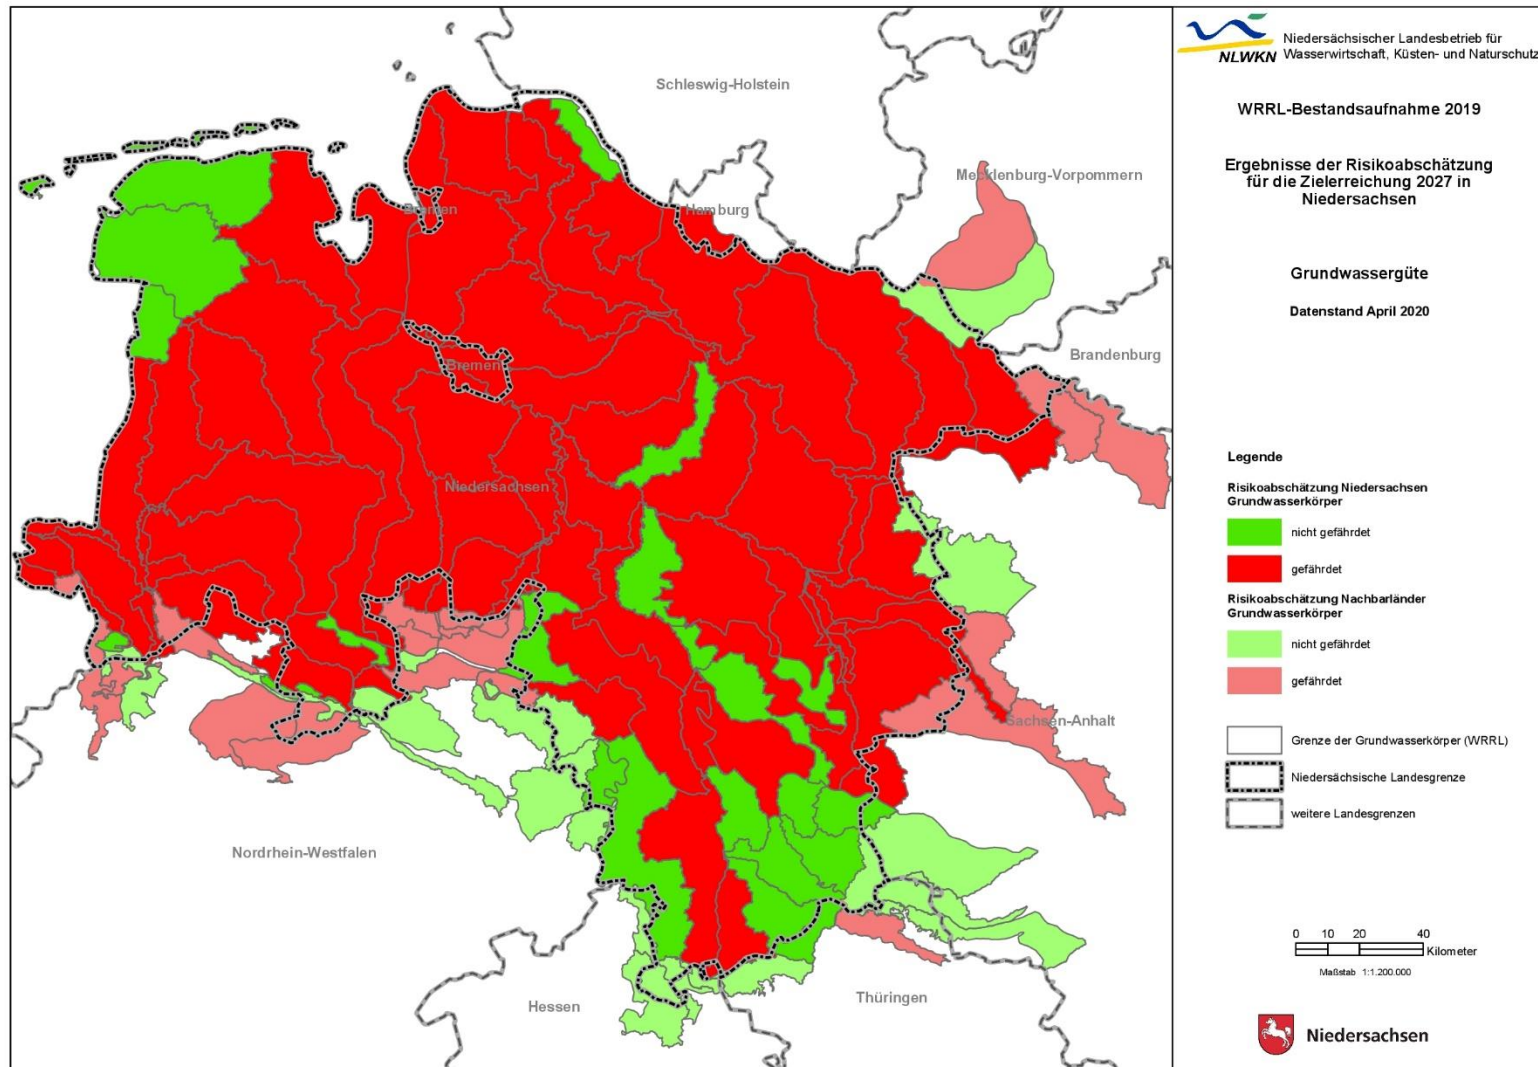 NLWKN
Niedersächsischer Landesbetrieb für
Wasserwirtschaft, Küsten- und Naturschutz
WRRL-Bestandsaufnahme 2019
Ergebnisse der Risikoabschätzung
für die Zielerreichung 2027 in
Niedersachsen
Grundwassergüte
Datenstand April 2020
Schleswig-Holstein
Mecklenburg-Vorpommern
Bremen
Hamburg
Brandenburg
Bremen
Niedersachsen
Sachsen-Anhalt
Nordrhein-Westfalen
Hessen
Thüringen
Legende
Risikoabschätzung Niedersachsen
Grundwasserkörper
nicht gefährdet
gefährdet
Risikoabschätzung Nachbarländer
Grundwasserkörper
nicht gefährdet
gefährdet
Grenze der Grundwasserkörper (WRRL)
Niedersächsische Landesgrenze
weitere Landesgrenzen
0 10 20 40
Kilometer
Maßstab 1:1.200.000
Niedersachsen